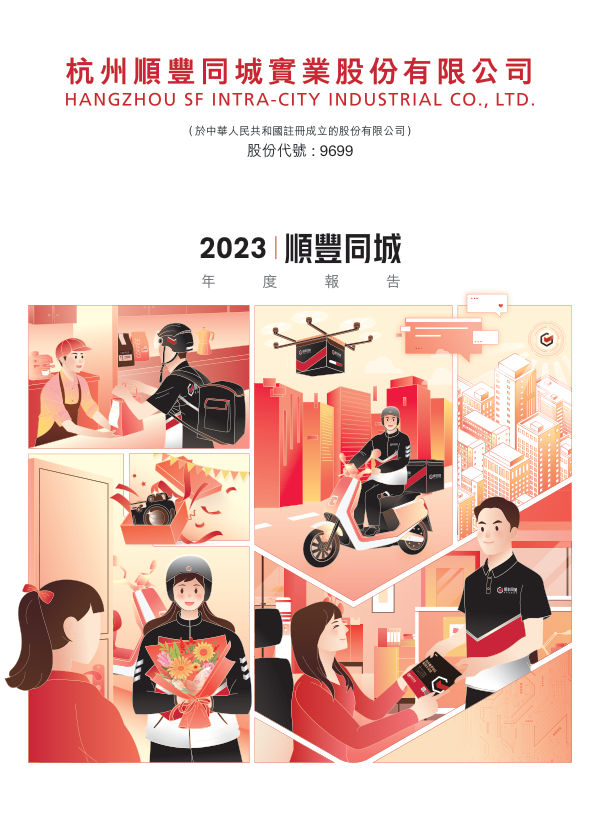 杭州順豐同城實業股份有限公司
HANGZHOU SF INTRA-CITY INDUSTRIAL CO., LTD.
(於中華人民共和國註冊成立的股份有限公司)
股份代號 : 9699
2023 順豐同城
年度報告